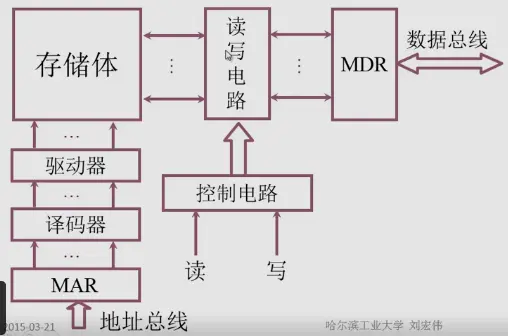 存储体
读写电路
MDR
数据总线
…
…
…
驱动器
控制电路
…
译码器
…
读
写
MAR
地址总线
2015-03-21
哈尔滨工业大学 刘宏伟